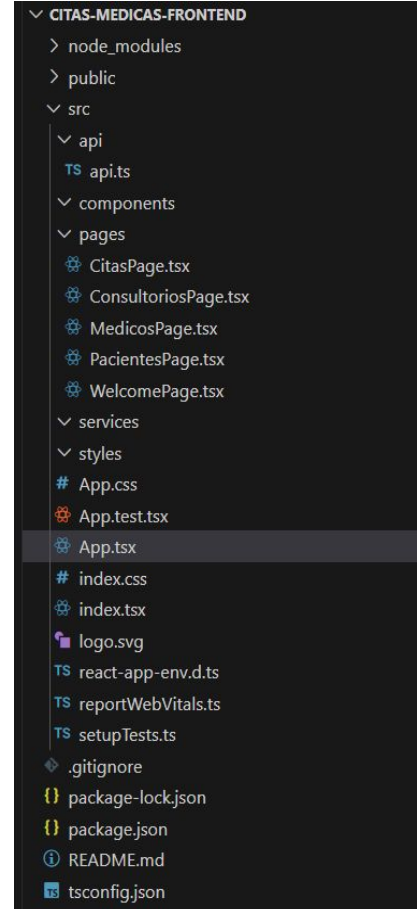 CITAS-MEDICAS-FRONTEND
node_modules
public
src
api
TS api.ts
components
pages
CitasPage.tsx
ConsultoriosPage.tsx
MedicosPage.tsx
PacientesPage.tsx
WelcomePage.tsx
services
styles
# App.css
App.test.tsx
App.tsx
# index.css
index.tsx
logo.svg
TS react-app-env.d.ts
TS reportWebVitals.ts
TS setupTests.ts
.gitignore
{} package-lock.json
{} package.json
README.md
TS tsconfig.json